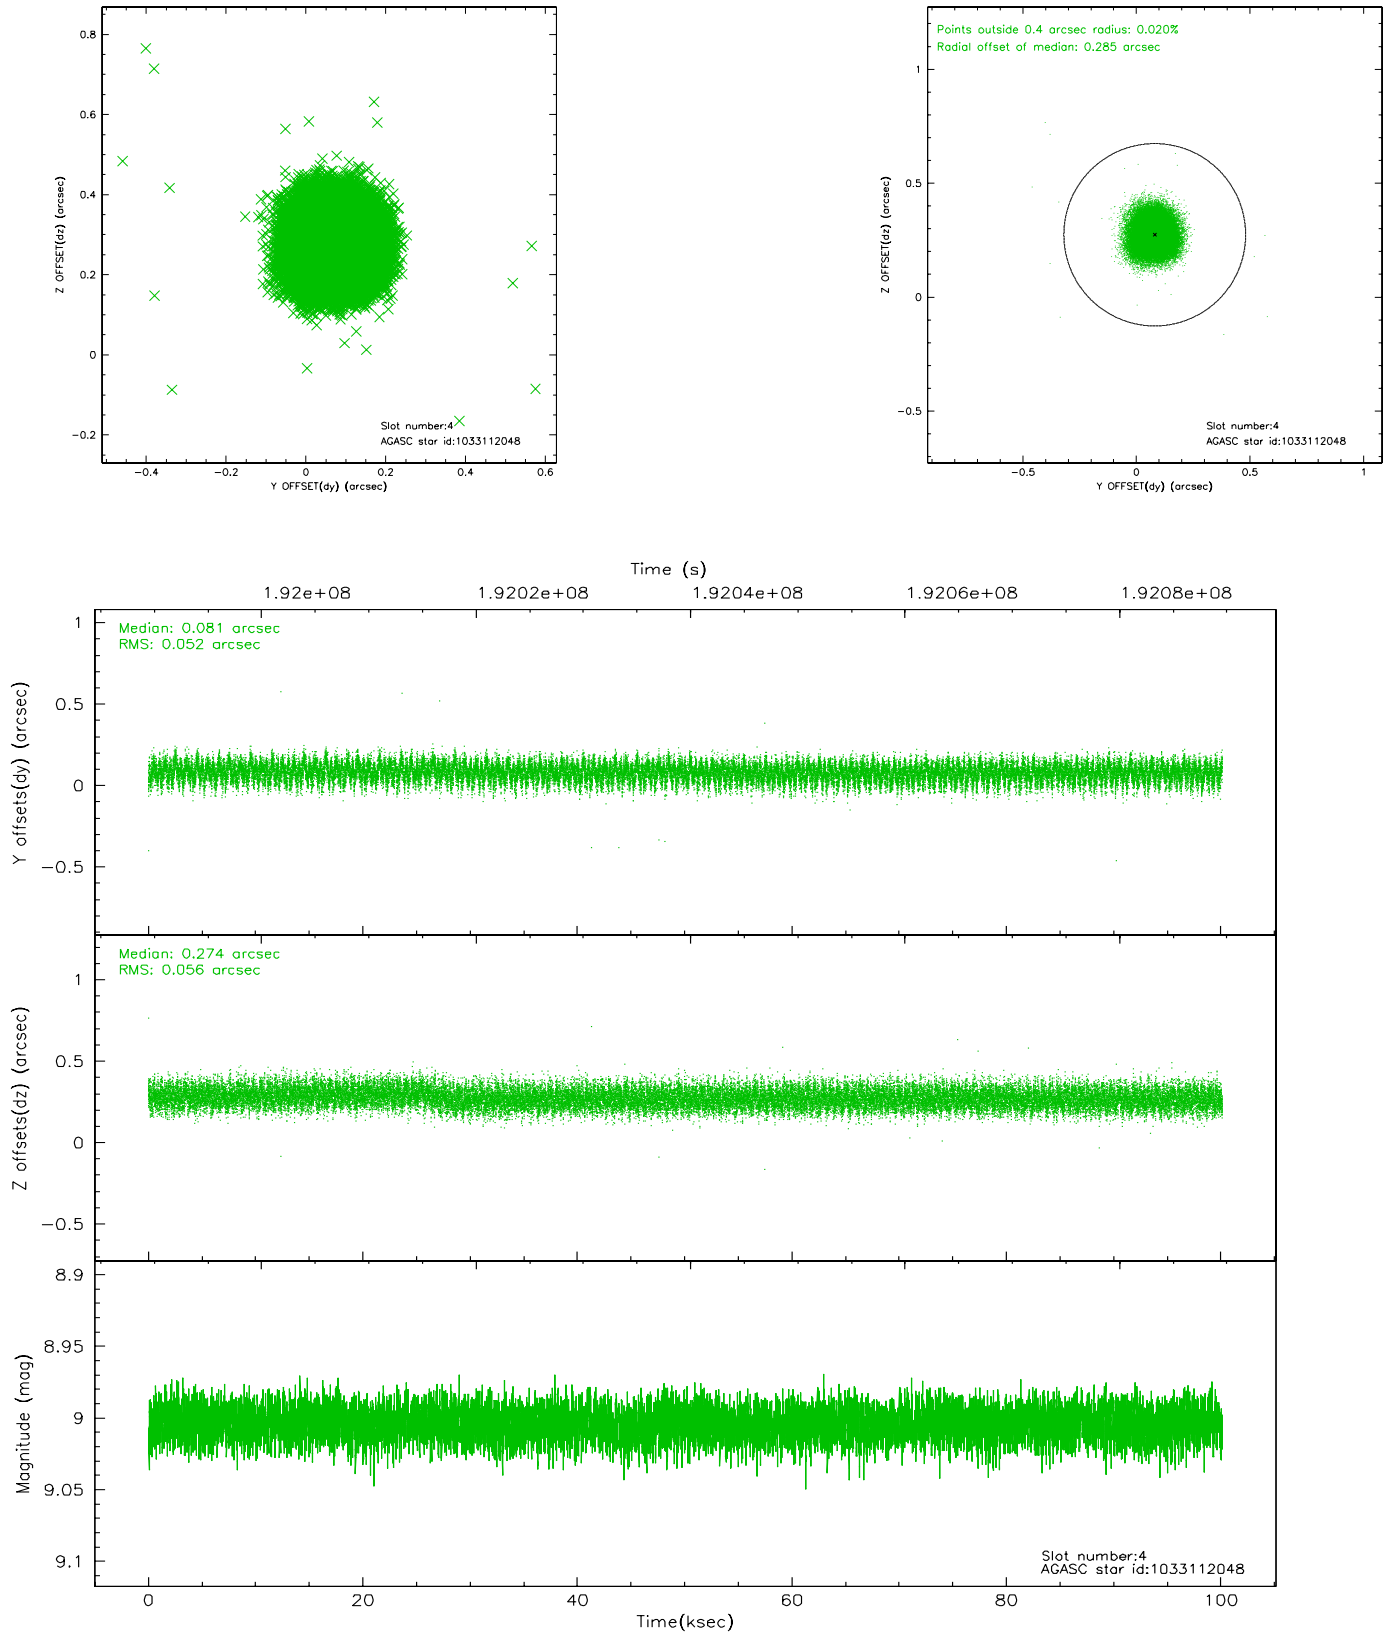 0.8
0.6
0.4
0.2
0
−0.2
Z OFFSET(dz) (arcsec)
−0.4
−0.2
0
0.2
0.4
0.6
Y OFFSET(dy) (arcsec)
Slot number:4
AGASC star id:1033112048
Points outside 0.4 arcsec radius: 0.020%
Radial offset of median: 0.285 arcsec
1
0.5
0
−0.5
Z OFFSET(dz) (arcsec)
−0.5
0
0.5
1
Y OFFSET(dy) (arcsec)
Slot number:4
AGASC star id:1033112048
Time (s)
1.92e+08
1.9202e+08
1.9204e+08
1.9206e+08
1.9208e+08
Median: 0.081 arcsec
RMS: 0.052 arcsec
1
0.5
0
−0.5
Y offsets(dy) (arcsec)
Median: 0.274 arcsec
RMS: 0.056 arcsec
1
0.5
0
−0.5
Z offsets(dz) (arcsec)
8.9
8.95
9
9.05
9.1
Magnitude (mag)
Slot number:4
AGASC star id:1033112048
0
20
40
60
80
100
Time(ksec)